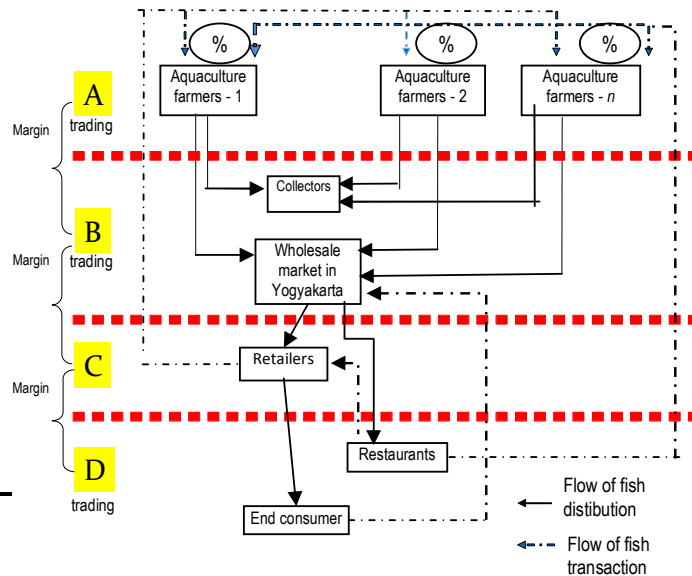 %
%
%
Aquaculture
farmers - 1
Aquaculture
farmers - 2
Aquaculture
farmers - n
A
trading
Margin
Collectors
B
trading
Margin
Wholesale
market in
Yogyakarta
C
Retailers
Margin
D
trading
Restaurants
End consumer
Flow of fish
distibution
Flow of fish
transaction